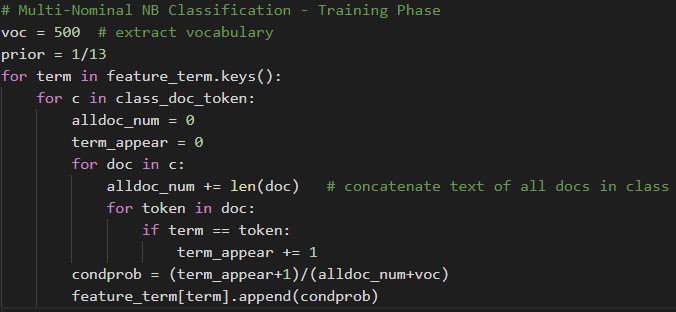 # Multi-Nominal NB Classification - Training Phase
voc = 500  # extract vocabulary
prior = 1/13
for term in feature_term.keys():
    for c in class_doc_token:
        alldoc_num = 0
        term_appear = 0
        for doc in c:
            alldoc_num += len(doc)   # concatenate text of all docs in class
            for token in doc:
                if term == token:
                    term_appear += 1
        condprob = (term_appear+1)/(alldoc_num+voc)
        feature_term[term].append(condprob)